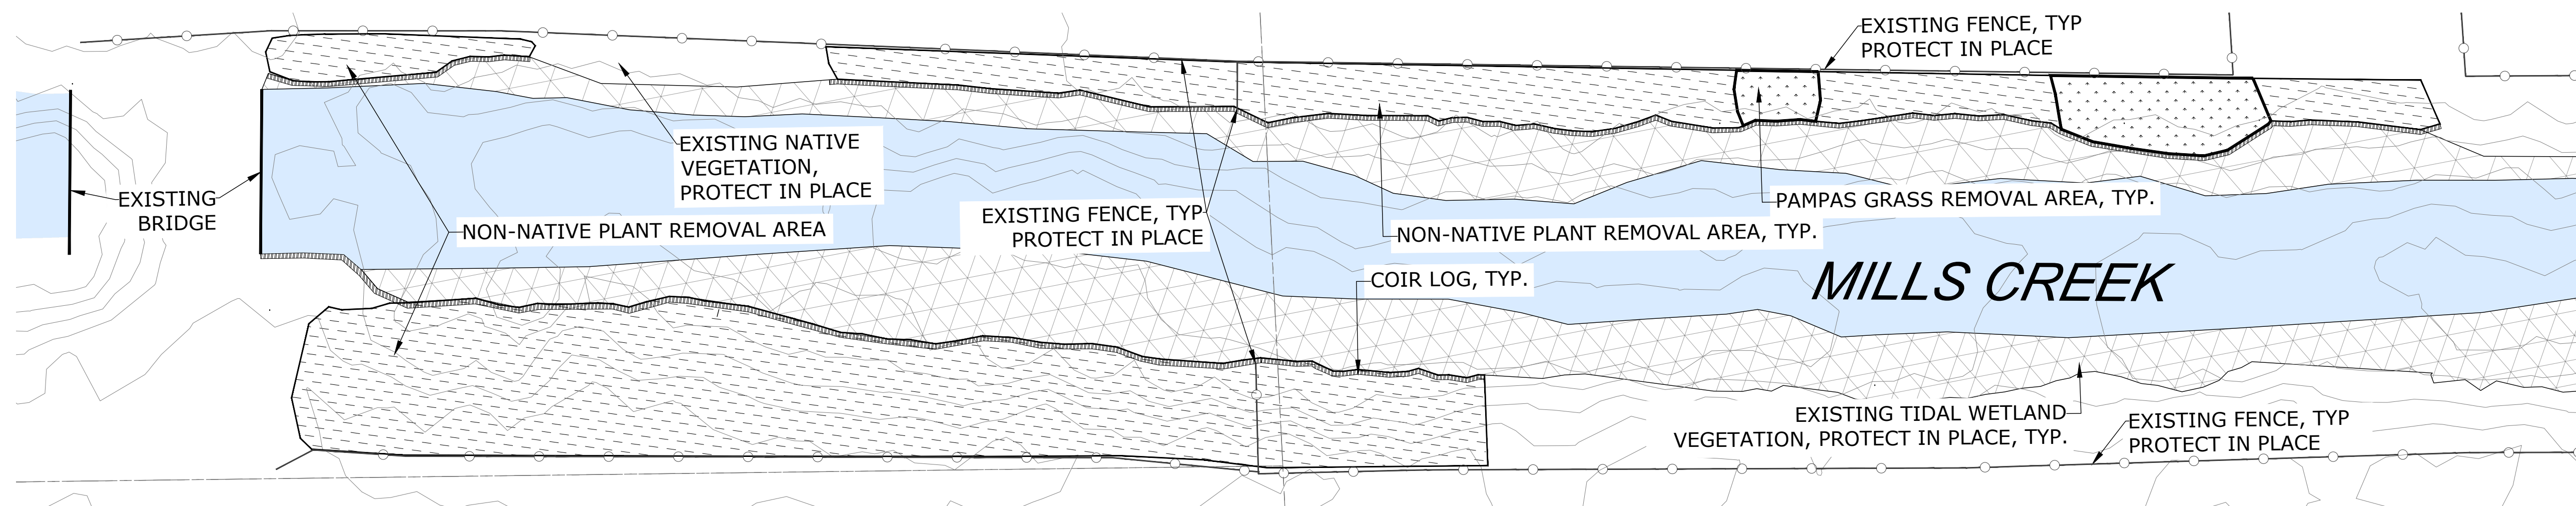 EXISTING FENCE, TYP
PROTECT IN PLACE
EXISTING NATIVE
VEGETATION,
PROTECT IN PLACE
EXISTING
BRIDGE
NON-NATIVE PLANT REMOVAL AREA
EXISTING FENCE, TYP
PROTECT IN PLACE
PAMPAS GRASS REMOVAL AREA, TYP.
NON-NATIVE PLANT REMOVAL AREA, TYP.
COIR LOG, TYP.
MILLS CREEK
EXISTING TIDAL WETLAND
VEGETATION, PROTECT IN PLACE, TYP.
EXISTING FENCE, TYP
PROTECT IN PLACE